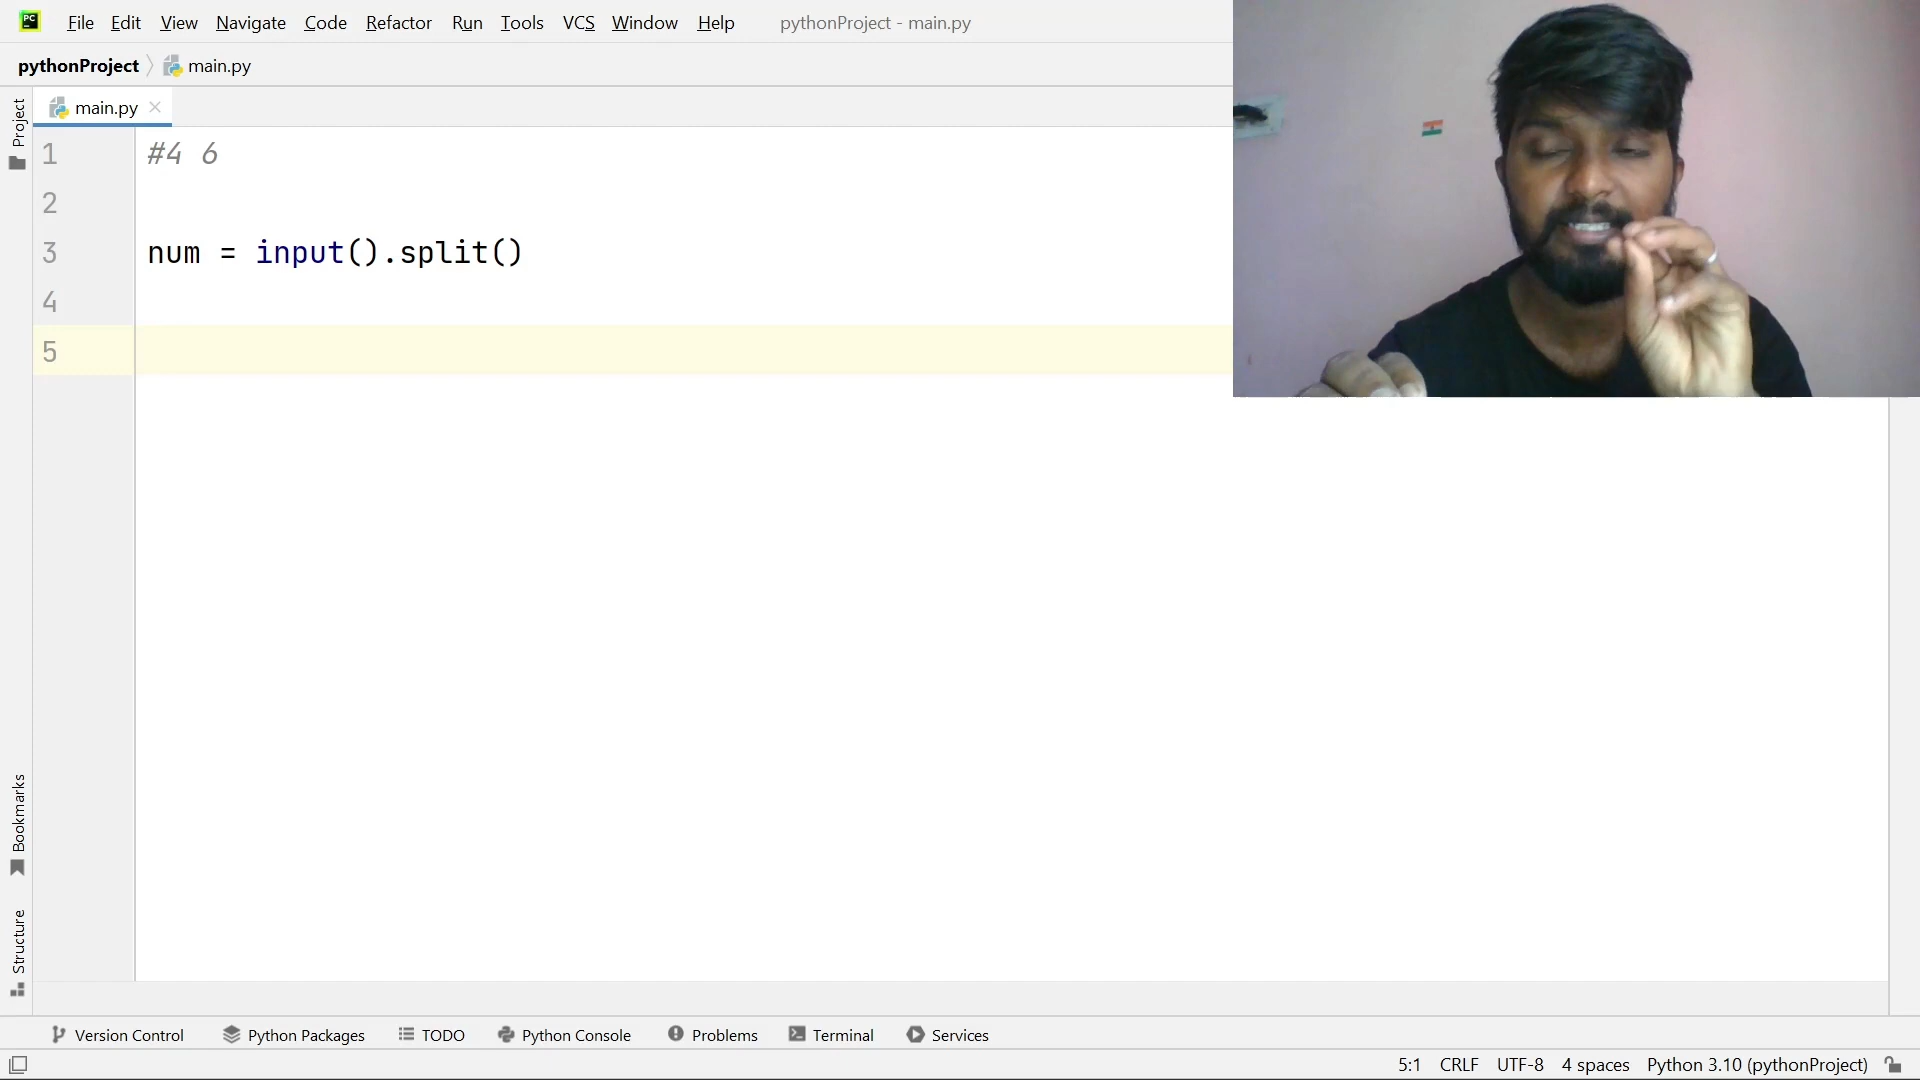 PC File Edit View Navigate Code Refactor Run Tools VCS Window Help pythonProject - main.py
pythonProject main.py
Project
main.py
1 #4 6
2
3 num = input().split()
4
5
Bookmarks
Structure
Version Control Python Packages TODO Python Console Problems Terminal Services
5:1 CRLF UTF-8 4 spaces Python 3.10 (pythonProject)